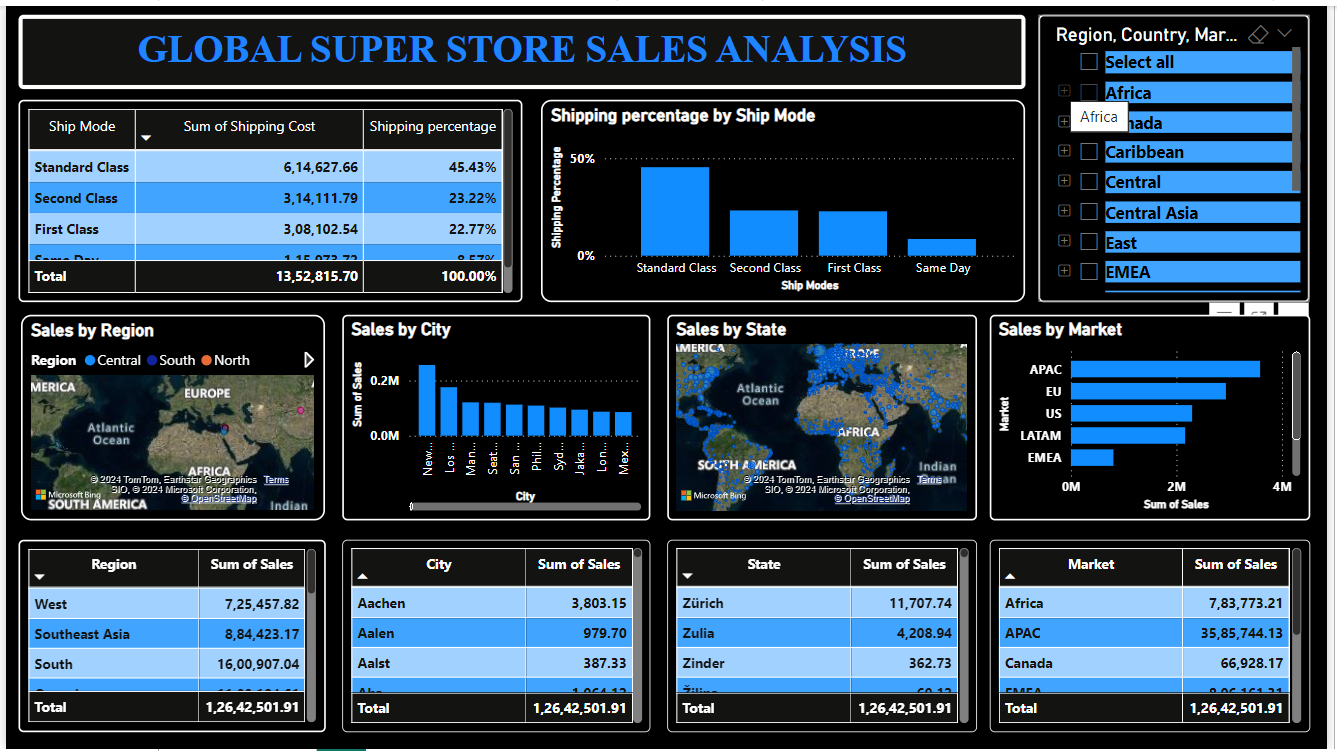 GLOBAL SUPER STORE SALES ANALYSIS
Region, Country, Mar...
Select all
Africa
Africa
nada
Caribbean
Central
Central Asia
East
EMEA
Ship Mode Sum of Shipping Cost Shipping percentage
Standard Class 6,14,627.66 45.43%
Second Class 3,14,111.79 23.22%
First Class 3,08,102.54 22.77%
Same Day 1,15,973.72 8.57%
Total 13,52,815.70 100.00%
Shipping percentage by Ship Mode
Shipping Percentage
50%
0%
Standard Class Second Class First Class Same Day
Ship Modes
Sales by Region
Region Central South North
MERICA
EUROPE
Atlantic
Ocean
AFRICA
© 2024 TomTom, Earthstar Geographics Terms
SIO, © 2024 Microsoft Corporation,
Microsoft Bing
© OpenStreetMap
SOUTH AMERICA
Indian
Sales by City
Sum of Sales
0.2M
0.0M
New... Los ... Man... Seat... San ... Phil... Syd... Jaka... Lon... Mex...
City
Sales by State
AMERICA
EUROPE
Atlantic
Ocean
AFRICA
SOUTH AMERICA
Indian
© 2024 TomTom, Earthstar Geographics Terms
SIO, © 2024 Microsoft Corporation,
Microsoft Bing
© OpenStreetMap
Sales by Market
Market
APAC
EU
US
LATAM
EMEA
0M 2M 4M
Sum of Sales
Region Sum of Sales
West 7,25,457.82
Southeast Asia 8,84,423.17
South 16,00,907.04
Total 1,26,42,501.91
City Sum of Sales
Aachen 3,803.15
Aalen 979.70
Aalst 387.33
Total 1,26,42,501.91
State Sum of Sales
Zürich 11,707.74
Zulia 4,208.94
Zinder 362.73
Total 1,26,42,501.91
Market Sum of Sales
Africa 7,83,773.21
APAC 35,85,744.13
Canada 66,928.17
EMEA 8,06,161.31
Total 1,26,42,501.91